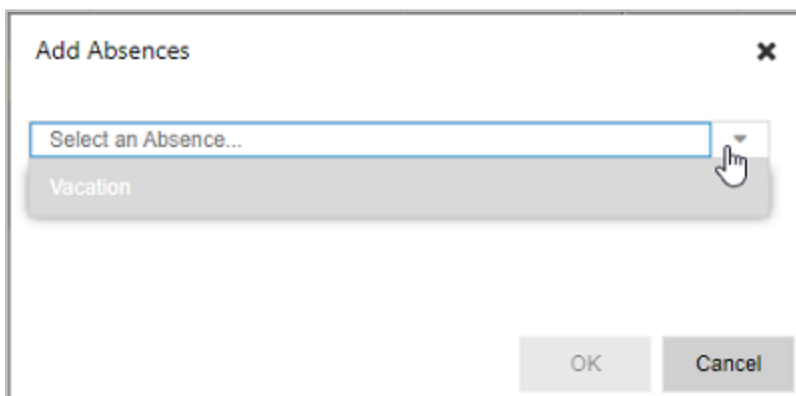 Add Absences
Select an Absence...
Vacation
OK
Cancel